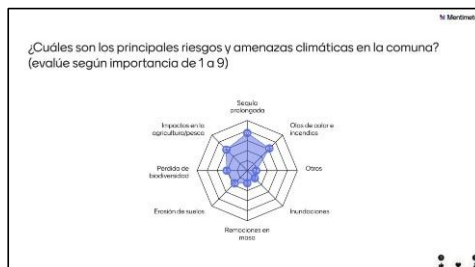 Mentimeter
¿Cuáles son los principales riesgos y amenazas climáticas en la comuna?
(evalúe según importancia de 1 a 9)
Sequía
prolongada
Impactos en la
agricultura/pesca
Olas de calor e
incendios
Pérdida de
biodiversidad
Otros
Erosión de suelos
Inundaciones
Remociones en
masa